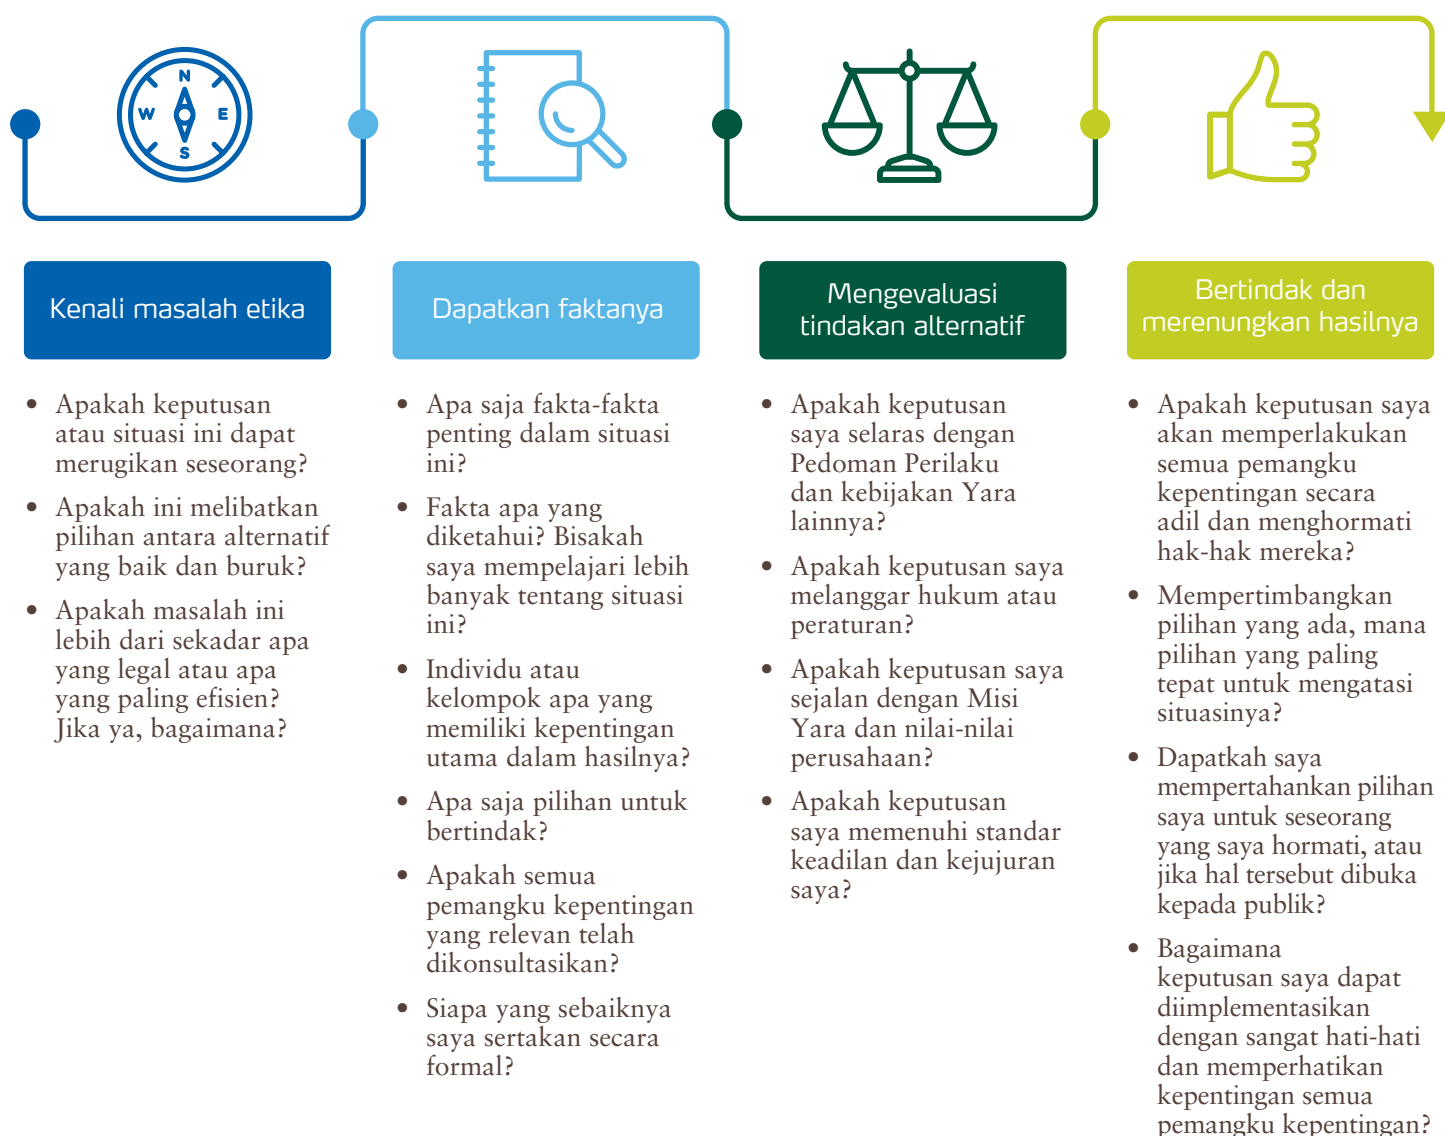 N
W
E
S
Kenali masalah etika
• Apakah keputusan
atau situasi ini dapat
merugikan seseorang?
• Apakah ini melibatkan
pilihan antara alternatif
yang baik dan buruk?
• Apakah masalah ini
lebih dari sekadar apa
yang legal atau apa
yang paling efisien?
Jika ya, bagaimana?
Dapatkan faktanya
• Apa saja fakta-fakta
penting dalam situasi
ini?
• Fakta apa yang
diketahui? Bisakah
saya mempelajari lebih
banyak tentang situasi
ini?
• Individu atau
kelompok apa yang
memiliki kepentingan
utama dalam hasilnya?
• Apa saja pilihan untuk
bertindak?
• Apakah semua
pemangku kepentingan
yang relevan telah
dikonsultasikan?
• Siapa yang sebaiknya
saya sertakan secara
formal?
Mengevaluasi
tindakan alternatif
• Apakah keputusan
saya selaras dengan
Pedoman Perilaku
dan kebijakan Yara
lainnya?
• Apakah keputusan saya
melanggar hukum atau
peraturan?
• Apakah keputusan saya
sejalan dengan Misi
Yara dan nilai-nilai
perusahaan?
• Apakah keputusan
saya memenuhi standar
keadilan dan kejujuran
saya?
Bertindak dan
merenungkan hasilnya
• Apakah keputusan saya
akan memperlakukan
semua pemangku
kepentingan secara
adil dan menghormati
hak-hak mereka?
• Mempertimbangkan
pilihan yang ada, mana
pilihan yang paling
tepat untuk mengatasi
situasinya?
• Dapatkah saya
mempertahankan pilihan
saya untuk seseorang
yang saya hormati, atau
jika hal tersebut dibuka
kepada publik?
• Bagaimana
keputusan saya dapat
diimplementasikan
dengan sangat hati-hati
dan memperhatikan
kepentingan semua
pemangku kepentingan?